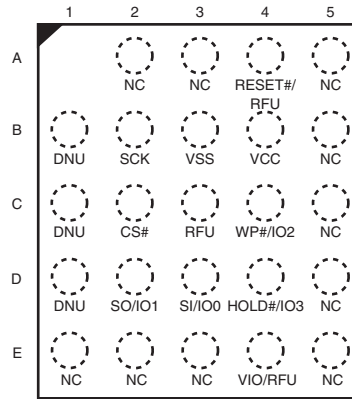 1 2 3 4 5
A
NC NC RESET#/ NC
RFU
B
DNU SCK VSS VCC NC
C
DNU CS# RFU WP#/IO2 NC
D
DNU SO/IO1 SI/IO0 HOLD#/IO3 NC
E
NC NC NC VIO/RFU NC